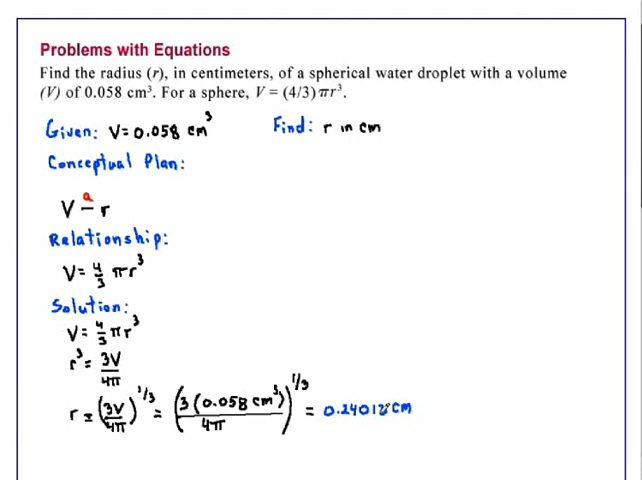 Problems with Equations
Find the radius (r), in centimeters, of a spherical water droplet with a volume
(V) of 0.058 cm³. For a sphere, V = (4/3)πr³.
Given: V=0.058 cm³ Find: r in cm
Conceptual Plan:
a
V — r
Relationship:
V= 4/3 πr³
Solution:
V= 4/3 πr³
r³= 3V/4π
r = (3V/4π)^1/3 = (3(0.058 cm³)/4π)^1/3 = 0.24012 cm